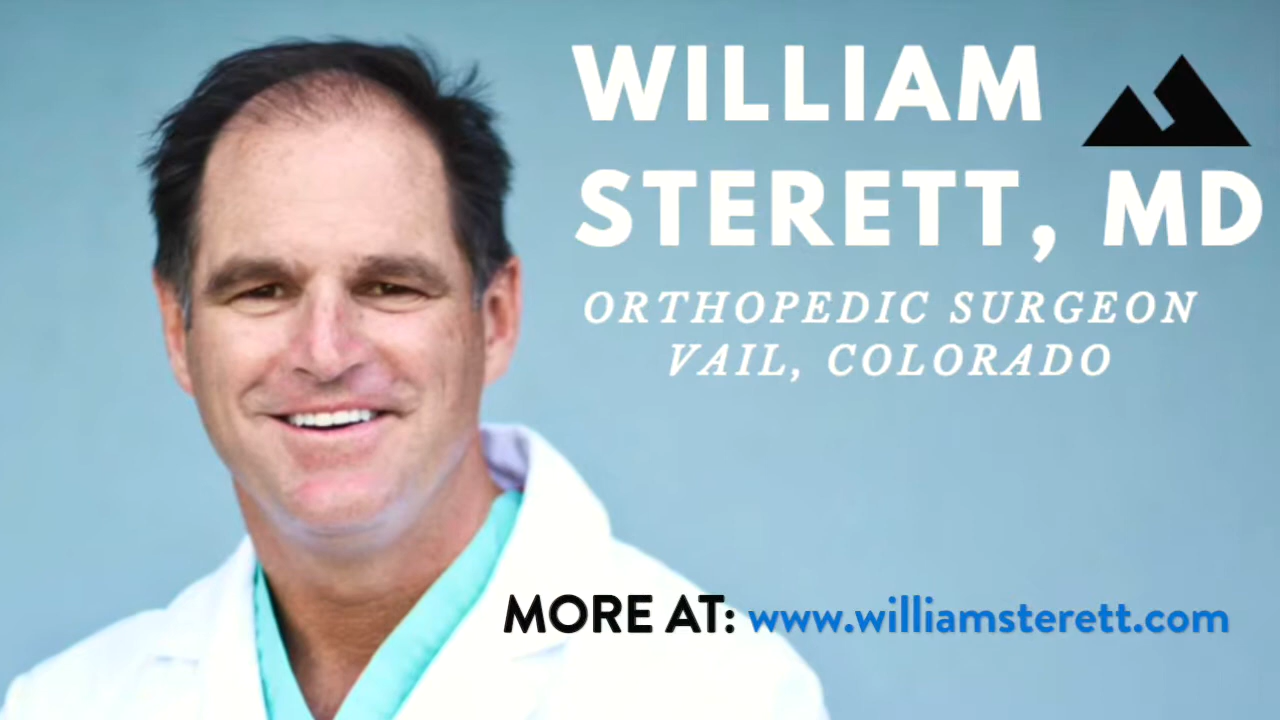 WILLIAM
STERETT, MD
ORTHOPEDIC SURGEON
VAIL, COLORADO
MORE AT: www.williamsterett.com